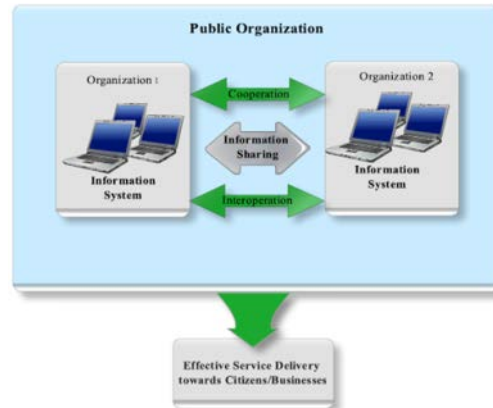 Public Organization
Organization 1
Organization 2
Cooperation
Information
Sharing
Information
System
Information
System
Interoperation
Effective Service Delivery
towards Citizens/Businesses